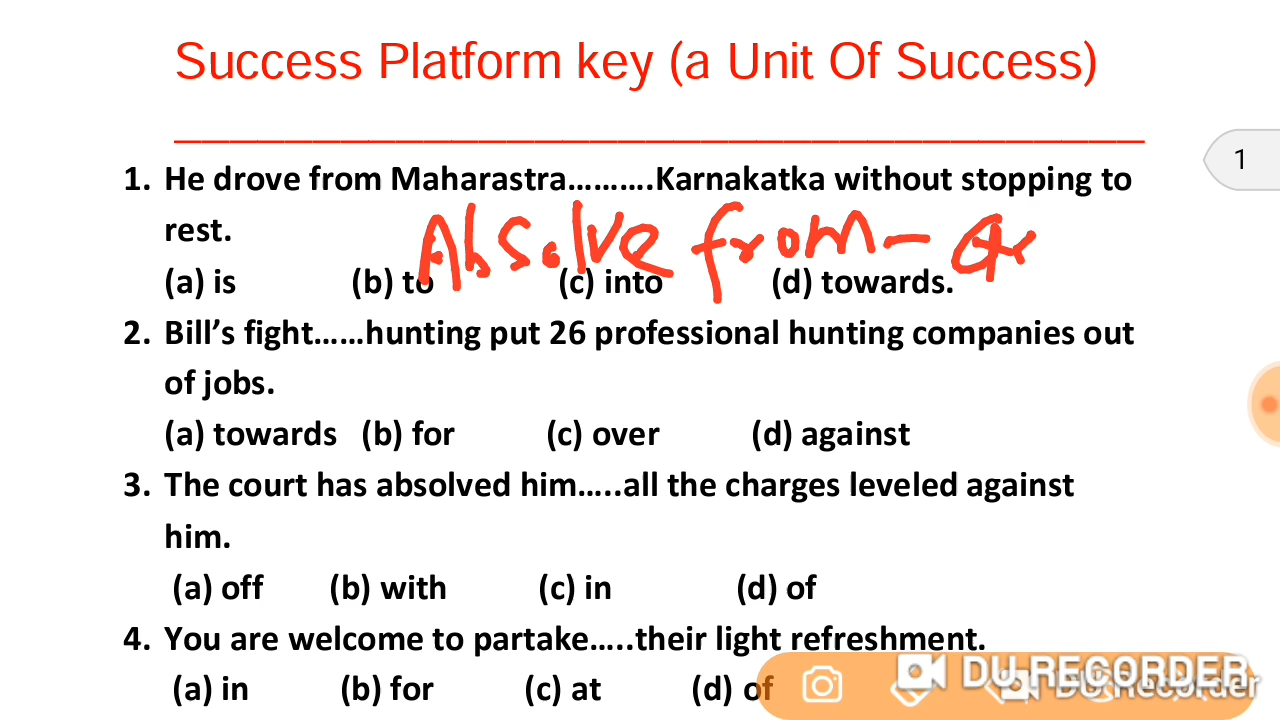 Success Platform key (a Unit Of Success)
1
1. He drove from Maharastra……….Karnakatka without stopping to
rest.
Absolve from –
(a) is (b) to (c) into (d) towards.
2. Bill’s fight……hunting put 26 professional hunting companies out
of jobs.
(a) towards (b) for (c) over (d) against
3. The court has absolved him…..all the charges leveled against
him.
(a) off (b) with (c) in (d) of
4. You are welcome to partake…..their light refreshment.
(a) in (b) for (c) at (d) of
DU RECORDER
Du Recorder